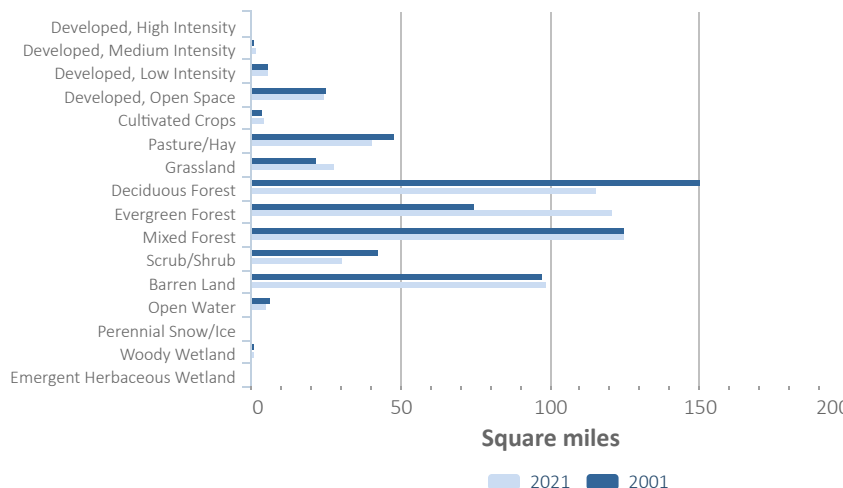 Developed, High Intensity
Developed, Medium Intensity
Developed, Low Intensity
Developed, Open Space
Cultivated Crops
Pasture/Hay
Grassland
Deciduous Forest
Evergreen Forest
Mixed Forest
Scrub/Shrub
Barren Land
Open Water
Perennial Snow/Ice
Woody Wetland
Emergent Herbaceous Wetland
0 50 100 150 200
Square miles
2021 2001